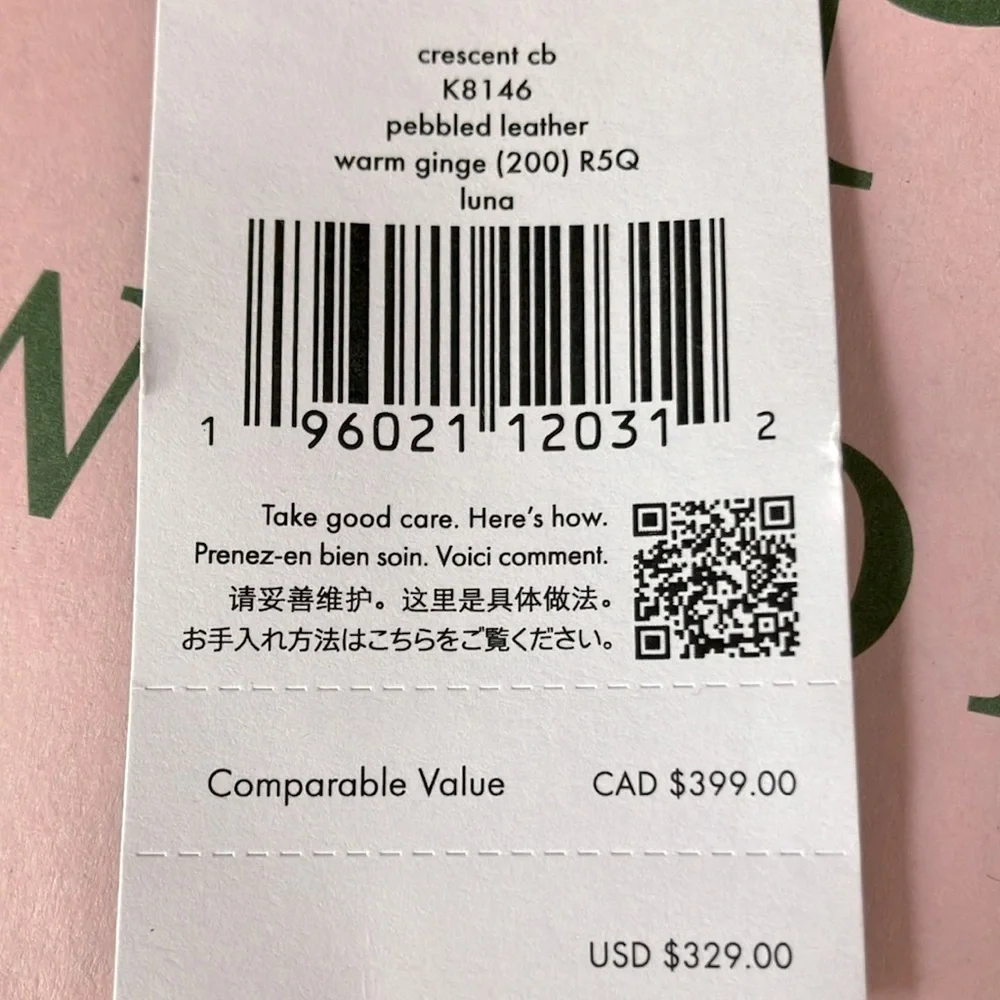 crescent cb
K8146
pebbled leather
warm ginge (200) R5Q
luna
1 96021 12031 2
Take good care. Here's how.
Prenez-en bien soin. Voici comment.
请妥善维护。这里是具体做法。
お手入れ方法はこちらをご覧ください。
Comparable Value CAD $399.00
USD $329.00